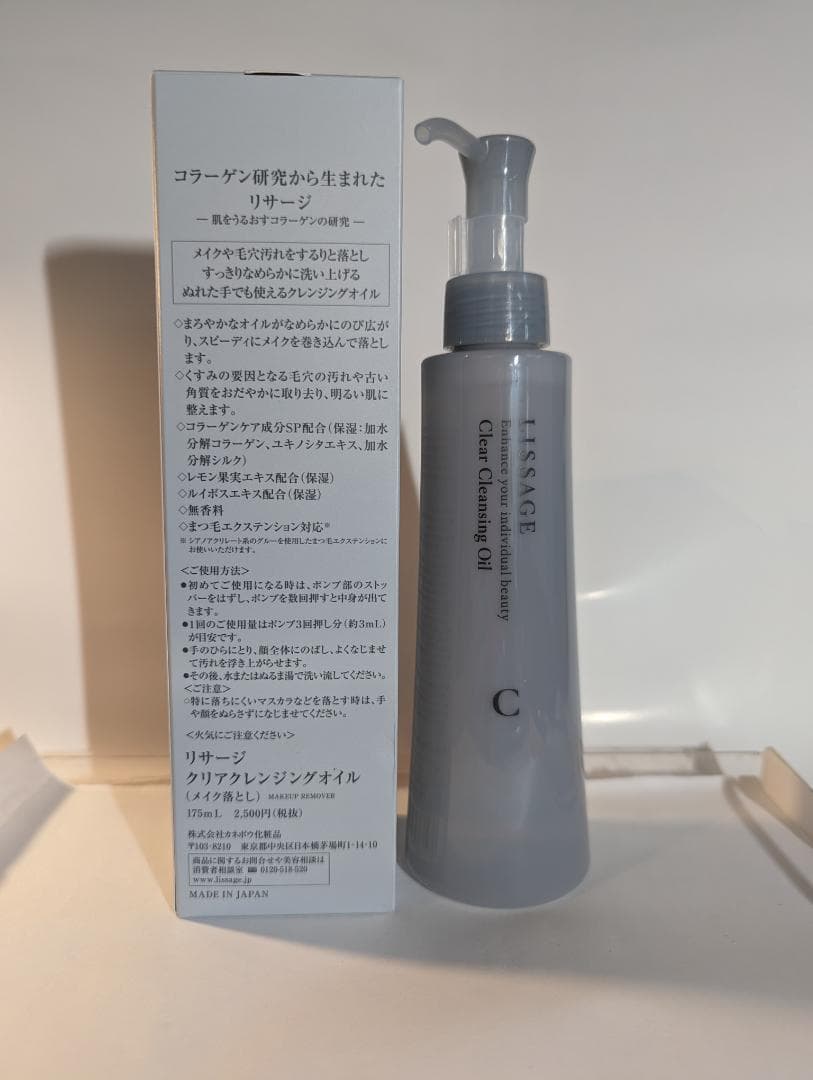 コラーゲン研究から生まれた
リサージ
― 肌をうるおすコラーゲンの研究 ―
メイクや毛穴汚れをするりと落とし
すっきりなめらかに洗い上げる
ぬれた手でも使えるクレンジングオイル
◇まろやかなオイルがなめらかにのび広が
り、スピーディにメイクを巻き込んで落とし
ます。
◇くすみの要因となる毛穴の汚れや古い
角質をおだやかに取り去り、明るい肌に
整えます。
◇コラーゲンケア成分SP配合（保湿：加水
分解コラーゲン、ユキノシタエキス、加水
分解シルク）
◇レモン果実エキス配合（保湿）
◇ルイボスエキス配合（保湿）
◇無香料
◇まつ毛エクステンション対応※
※ シアノアクリレート系のグルーを使用したまつ毛エクステンションに
お使いいただけます。
＜ご使用方法＞
●初めてご使用になる時は、ポンプ部のストッ
パーをはずし、ポンプを数回押すと中身が出て
きます。
●1回のご使用量はポンプ3回押し分（約3mL）
が目安です。
●手のひらにとり、顔全体にのばし、よくなじませ
て汚れを浮き上がらせます。
●その後、水またはぬるま湯で洗い流してください。
＜ご注意＞
○特に落ちにくいマスカラなどを落とす時は、手
や顔をぬらさずになじませてください。
＜火気にご注意ください＞
リサージ
クリアクレンジングオイル
（メイク落とし） MAKEUP REMOVER
175mL 2,500円（税抜）
株式会社カネボウ化粧品
〒103-8210 東京都中央区日本橋茅場町1-14-10
商品に関するお問合せや美容相談は
消費者相談室 0120-518-520
www.lissage.jp
MADE IN JAPAN
LISSAGE
Enhance your individual beauty
Clear Cleansing Oil
C